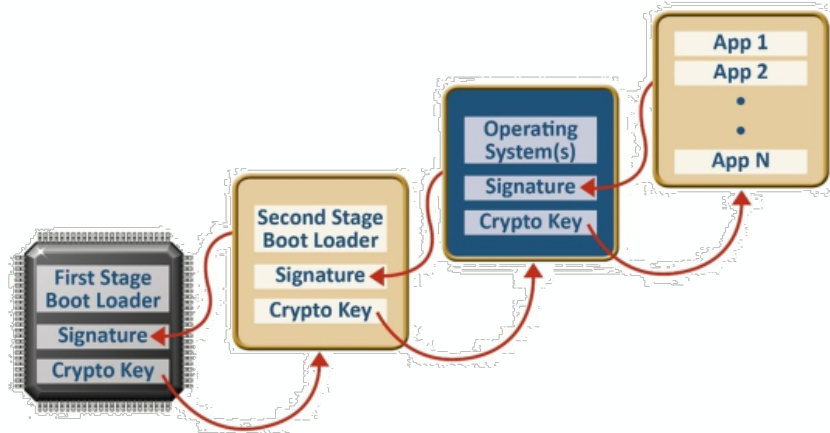 First Stage
Boot Loader
Signature
Crypto Key
Second Stage
Boot Loader
Signature
Crypto Key
Operating
System(s)
Signature
Crypto Key
App 1
App 2
App N